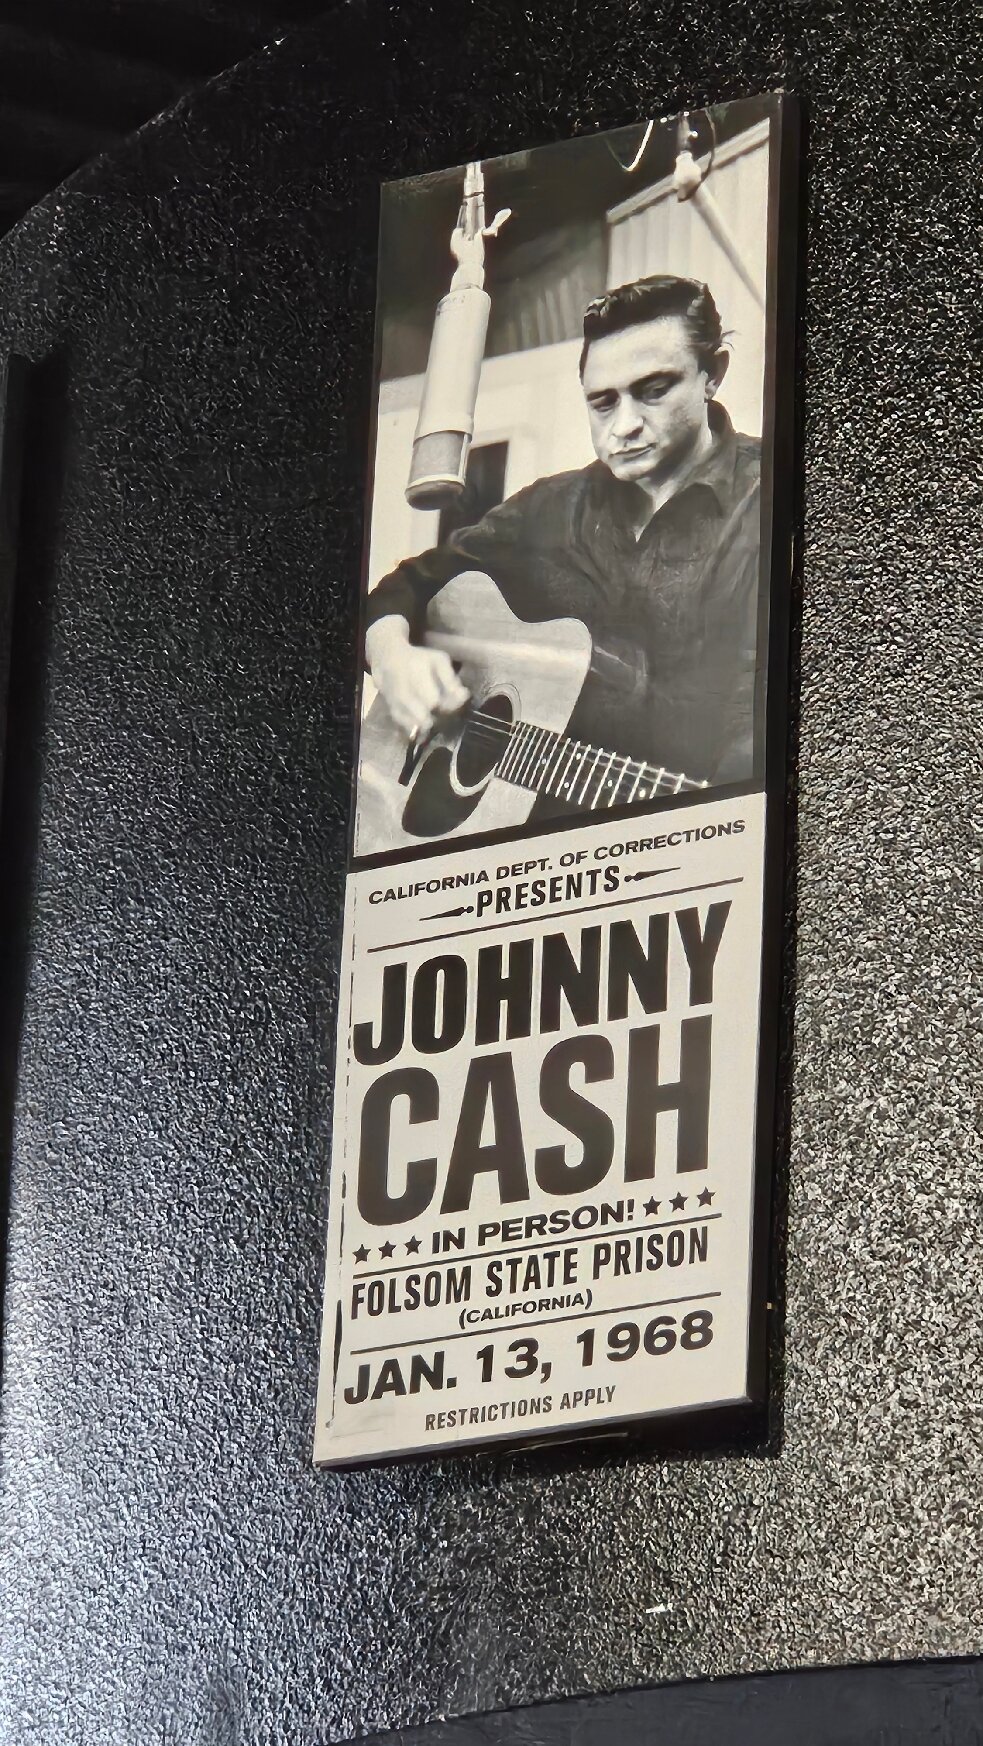 CALIFORNIA DEPT. OF CORRECTIONS
PRESENTS
JOHNNY
CASH
★★★ IN PERSON! ★★★
FOLSOM STATE PRISON
(CALIFORNIA)
JAN. 13, 1968
RESTRICTIONS APPLY